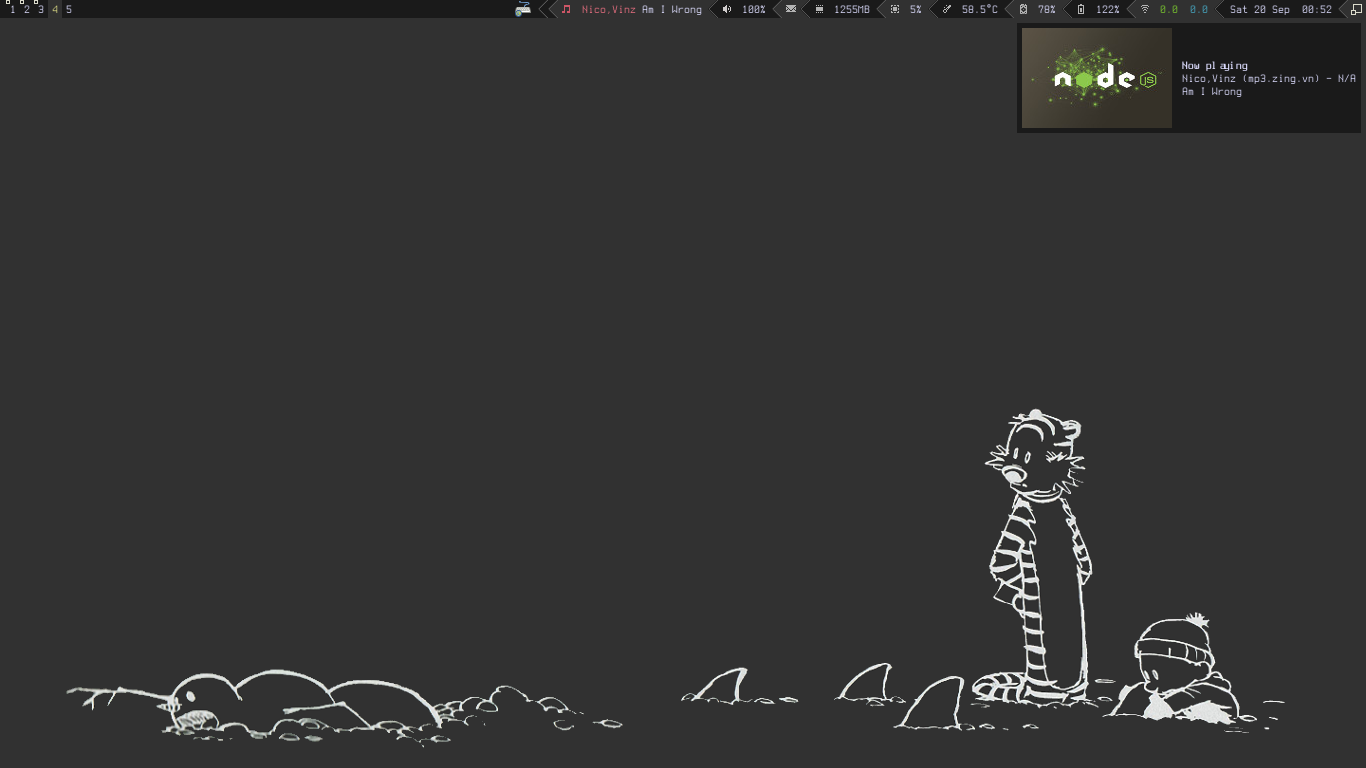 1 2 3 4 5 Nico,Vinz Am I Wrong 100% 1255MB 5% 58.5°C 78% 122% 0.0 0.0 Sat 20 Sep 00:52
node JS
Now playing
Nico,Vinz (mp3.zing.vn) - N/A
Am I Wrong